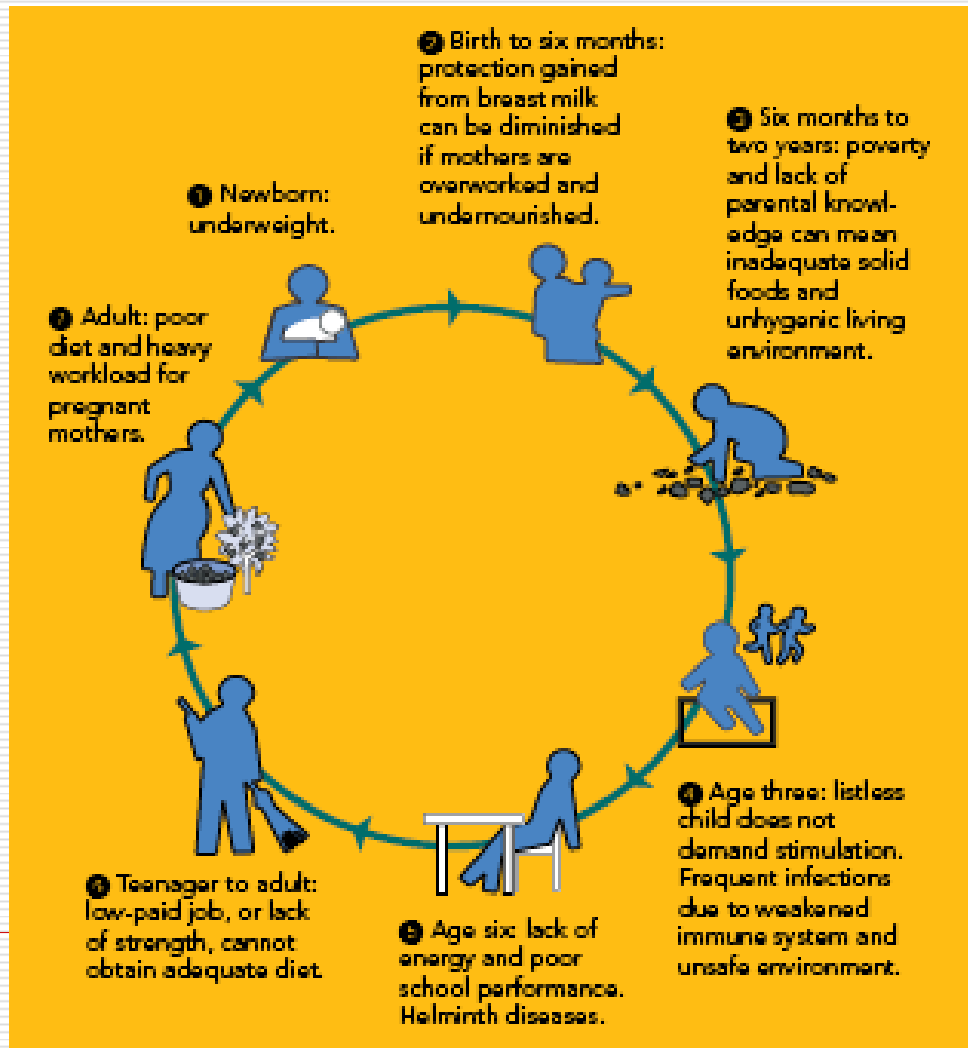 ❶ Newborn:
underweight.
❷ Birth to six months:
protection gained
from breast milk
can be diminished
if mothers are
overworked and
undernourished.
❸ Six months to
two years: poverty
and lack of
parental knowl-
edge can mean
inadequate solid
foods and
unhygenic living
environment.
❹ Age three: listless
child does not
demand stimulation.
Frequent infections
due to weakened
immune system and
unsafe environment.
❺ Age six: lack of
energy and poor
school performance.
Helminth diseases.
❻ Teenager to adult:
low-paid job, or lack
of strength, cannot
obtain adequate diet.
❼ Adult: poor
diet and heavy
workload for
pregnant
mothers.